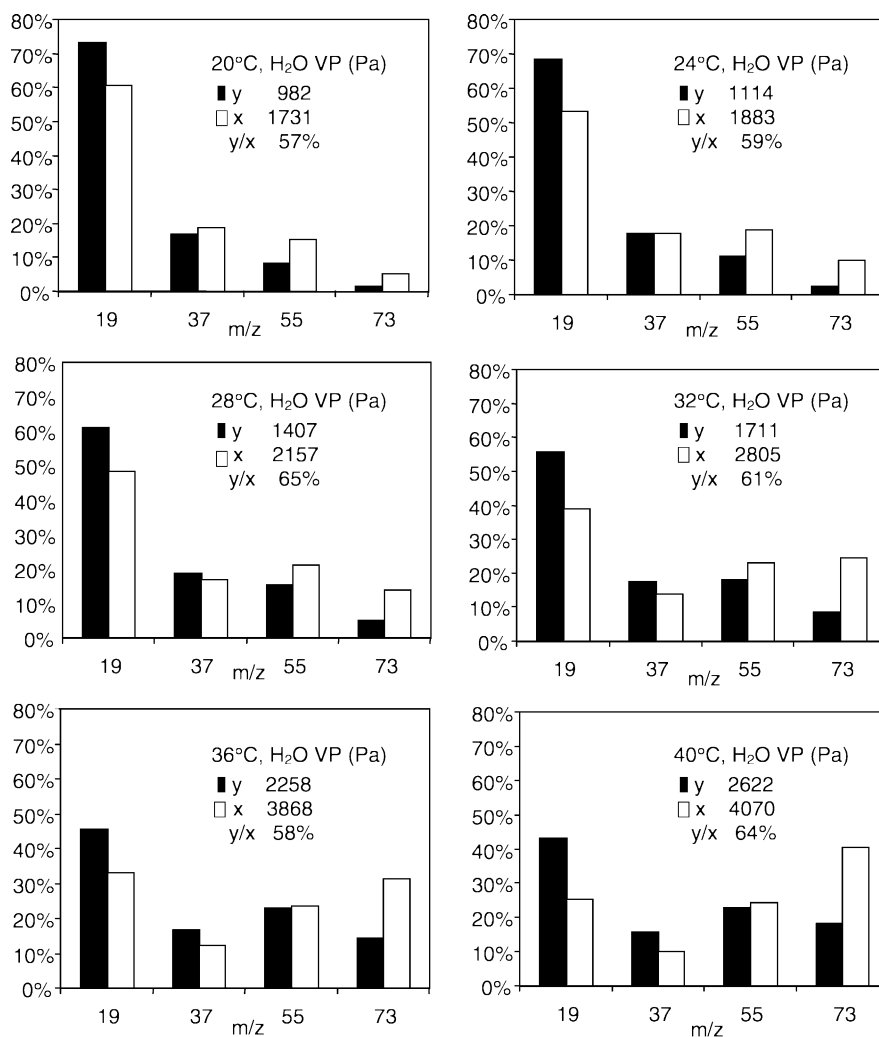 80%
70%
60%
50%
40%
30%
20%
10%
0%
20°C, H₂O VP (Pa)
y 982
x 1731
y/x 57%
19 37 55 73
m/z
80%
70%
60%
50%
40%
30%
20%
10%
0%
24°C, H₂O VP (Pa)
y 1114
x 1883
y/x 59%
19 37 55 73
m/z
80%
70%
60%
50%
40%
30%
20%
10%
0%
28°C, H₂O VP (Pa)
y 1407
x 2157
y/x 65%
19 37 55 73
m/z
80%
70%
60%
50%
40%
30%
20%
10%
0%
32°C, H₂O VP (Pa)
y 1711
x 2805
y/x 61%
19 37 55 73
m/z
80%
70%
60%
50%
40%
30%
20%
10%
0%
36°C, H₂O VP (Pa)
y 2258
x 3868
y/x 58%
19 37 55 73
m/z
80%
70%
60%
50%
40%
30%
20%
10%
0%
40°C, H₂O VP (Pa)
y 2622
x 4070
y/x 64%
19 37 55 73
m/z